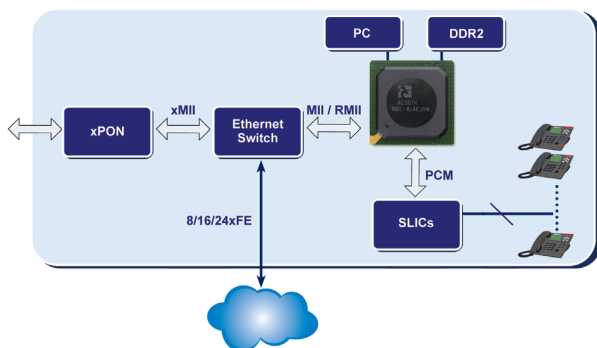 PC
DDR2
xPON
xMII
Ethernet
Switch
MII / RMII
PCM
SLICs
8/16/24xFE